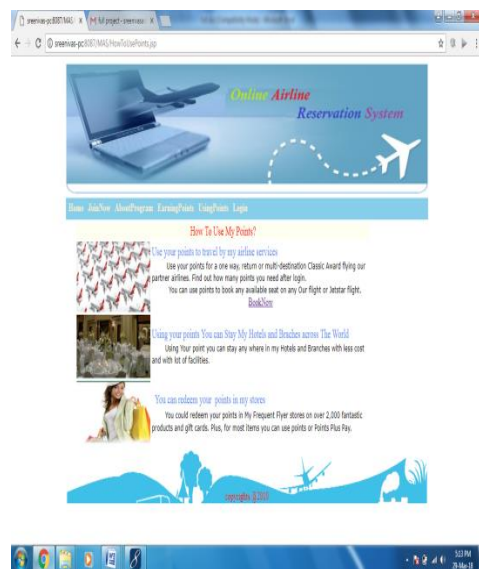 sreenivas-pc:8087/MAS/
M full project - sreenivas
sreenivas-pc:8087/MAS/HowToUsePoints.jsp
Online Airline
Reservation System
Home JoinNow AboutProgram EarningPoints UsingPoints Login
How To Use My Points?
Use your points to travel by my airline services
Use your points for a one way, return or multi-destination Classic Award flying our
partner airlines. Find out how many points you need after login.
You can use points to book any available seat on any Our flight or Jetstar flight.
BookNow
Using your points You can Stay My Hotels and Braches across The World
Using Your point you can stay any where in my Hotels and Branches with less cost
and with lot of facilities.
You can redeem your points in my stores
You could redeem your points in My Frequent Flyer stores on over 2,000 fantastic
products and gift cards. Plus, for most items you can use points or Points Plus Pay.
copyrights @2018
5:13 PM
29-Mar-18